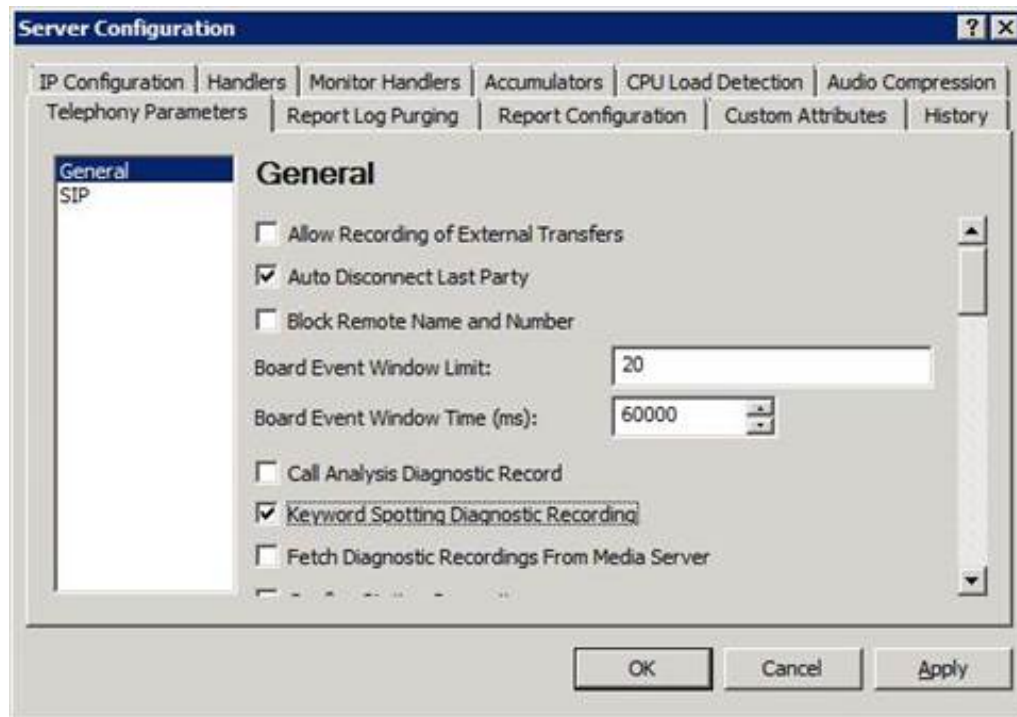 Server Configuration
IP Configuration Handlers Monitor Handlers Accumulators CPU Load Detection Audio Compression
Telephony Parameters Report Log Purging Report Configuration Custom Attributes History
General
SIP
General
Allow Recording of External Transfers
Auto Disconnect Last Party
Block Remote Name and Number
Board Event Window Limit: 20
Board Event Window Time (ms): 60000
Call Analysis Diagnostic Record
Keyword Spotting Diagnostic Recording
Fetch Diagnostic Recordings From Media Server
OK Cancel Apply